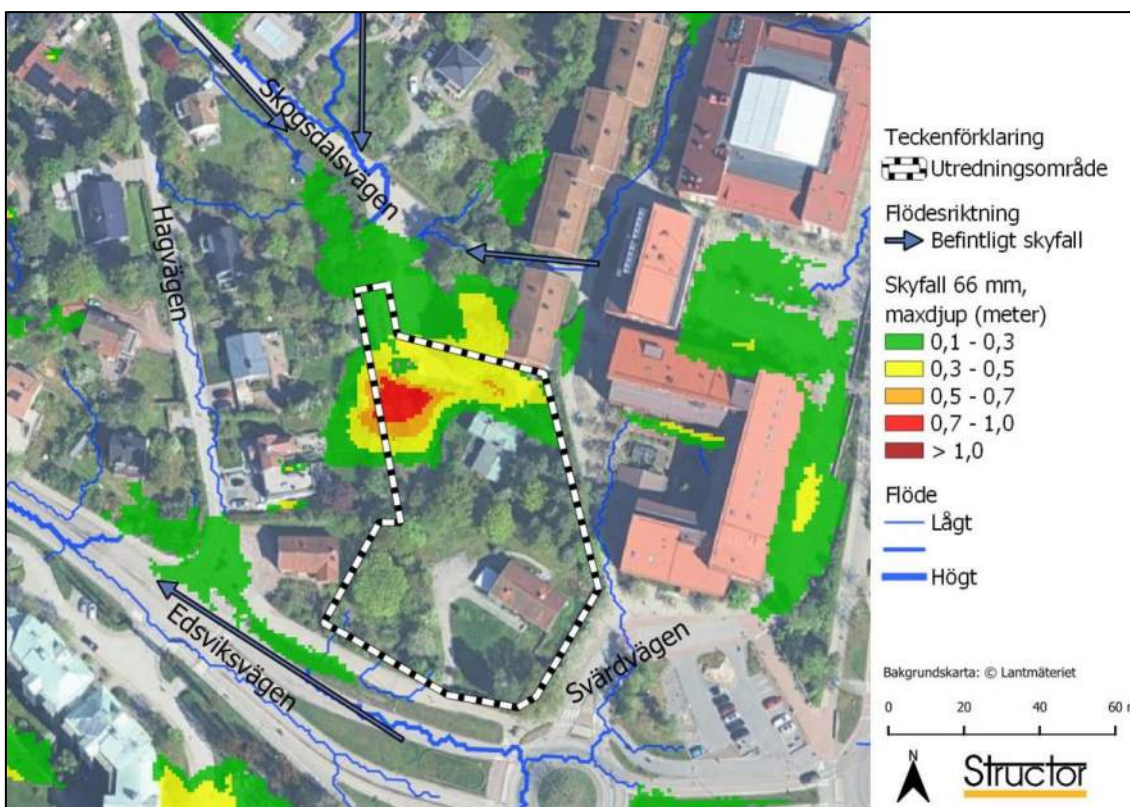 Skogsdalsvägen
Hagvägen
Edsviksvägen
Svärdvägen
Teckenförklaring
Utredningsområde
Flödesriktning
Befintligt skyfall
Skyfall 66 mm,
maxdjup (meter)
0,1 - 0,3
0,3 - 0,5
0,5 - 0,7
0,7 - 1,0
> 1,0
Flöde
Lågt
Högt
Bakgrundskarta: © Lantmäteriet
0 20 40 60 m
N
Structor